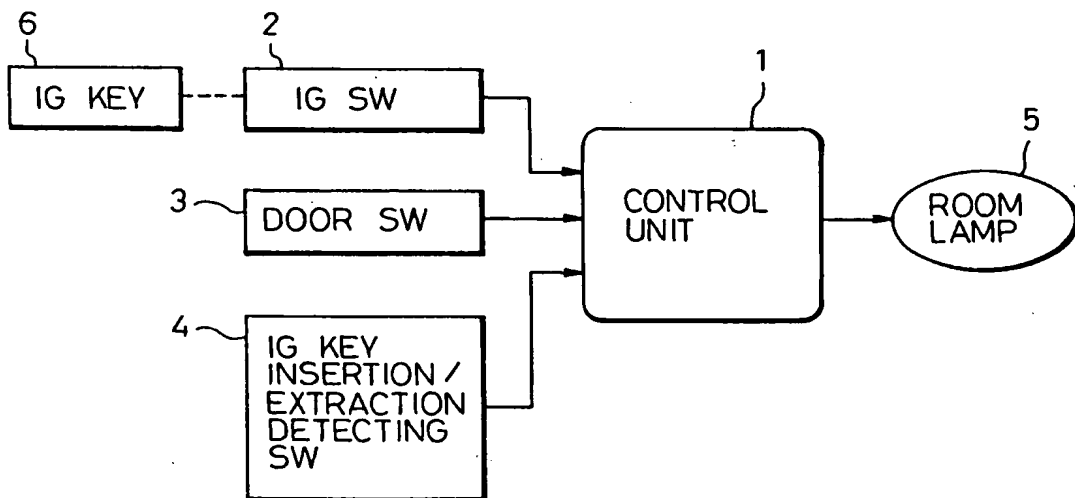 6
2
1
5
IG KEY
IG SW
3
DOOR SW
CONTROL
UNIT
ROOM
LAMP
4
IG KEY
INSERTION/
EXTRACTION
DETECTING
SW